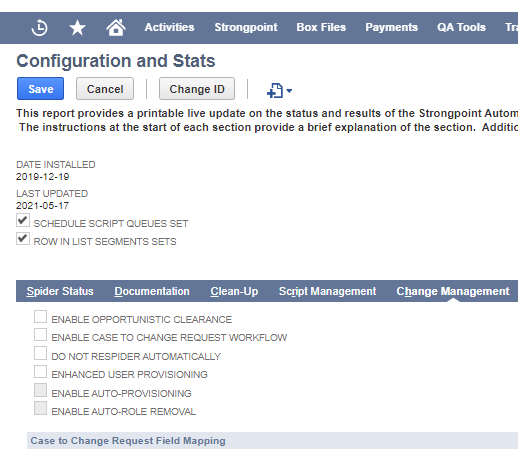 Activities Strongpoint Box Files Payments QA Tools
Configuration and Stats
Save Cancel Change ID
This report provides a printable live update on the status and results of the Strongpoint Autom
The instructions at the start of each section provide a brief explanation of the section. Additio
DATE INSTALLED
2019-12-19
LAST UPDATED
2021-05-17
SCHEDULE SCRIPT QUEUES SET
ROW IN LIST SEGMENTS SETS
Spider Status Documentation Clean-Up Script Management Change Management
ENABLE OPPORTUNISTIC CLEARANCE
ENABLE CASE TO CHANGE REQUEST WORKFLOW
DO NOT RESPIDER AUTOMATICALLY
ENHANCED USER PROVISIONING
ENABLE AUTO-PROVISIONING
ENABLE AUTO-ROLE REMOVAL
Case to Change Request Field Mapping